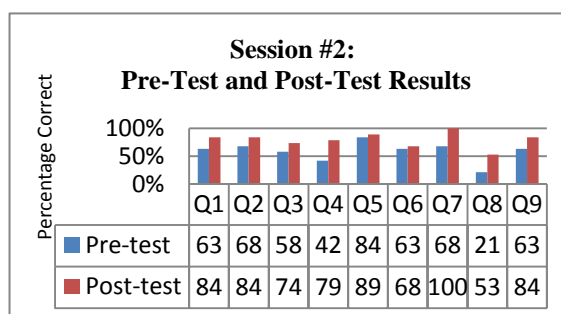 Session #2:
Pre-Test and Post-Test Results
Percentage Correct
100%
50%
0%
Q1 Q2 Q3 Q4 Q5 Q6 Q7 Q8 Q9
Pre-test 63 68 58 42 84 63 68 21 63
Post-test 84 84 74 79 89 68 100 53 84